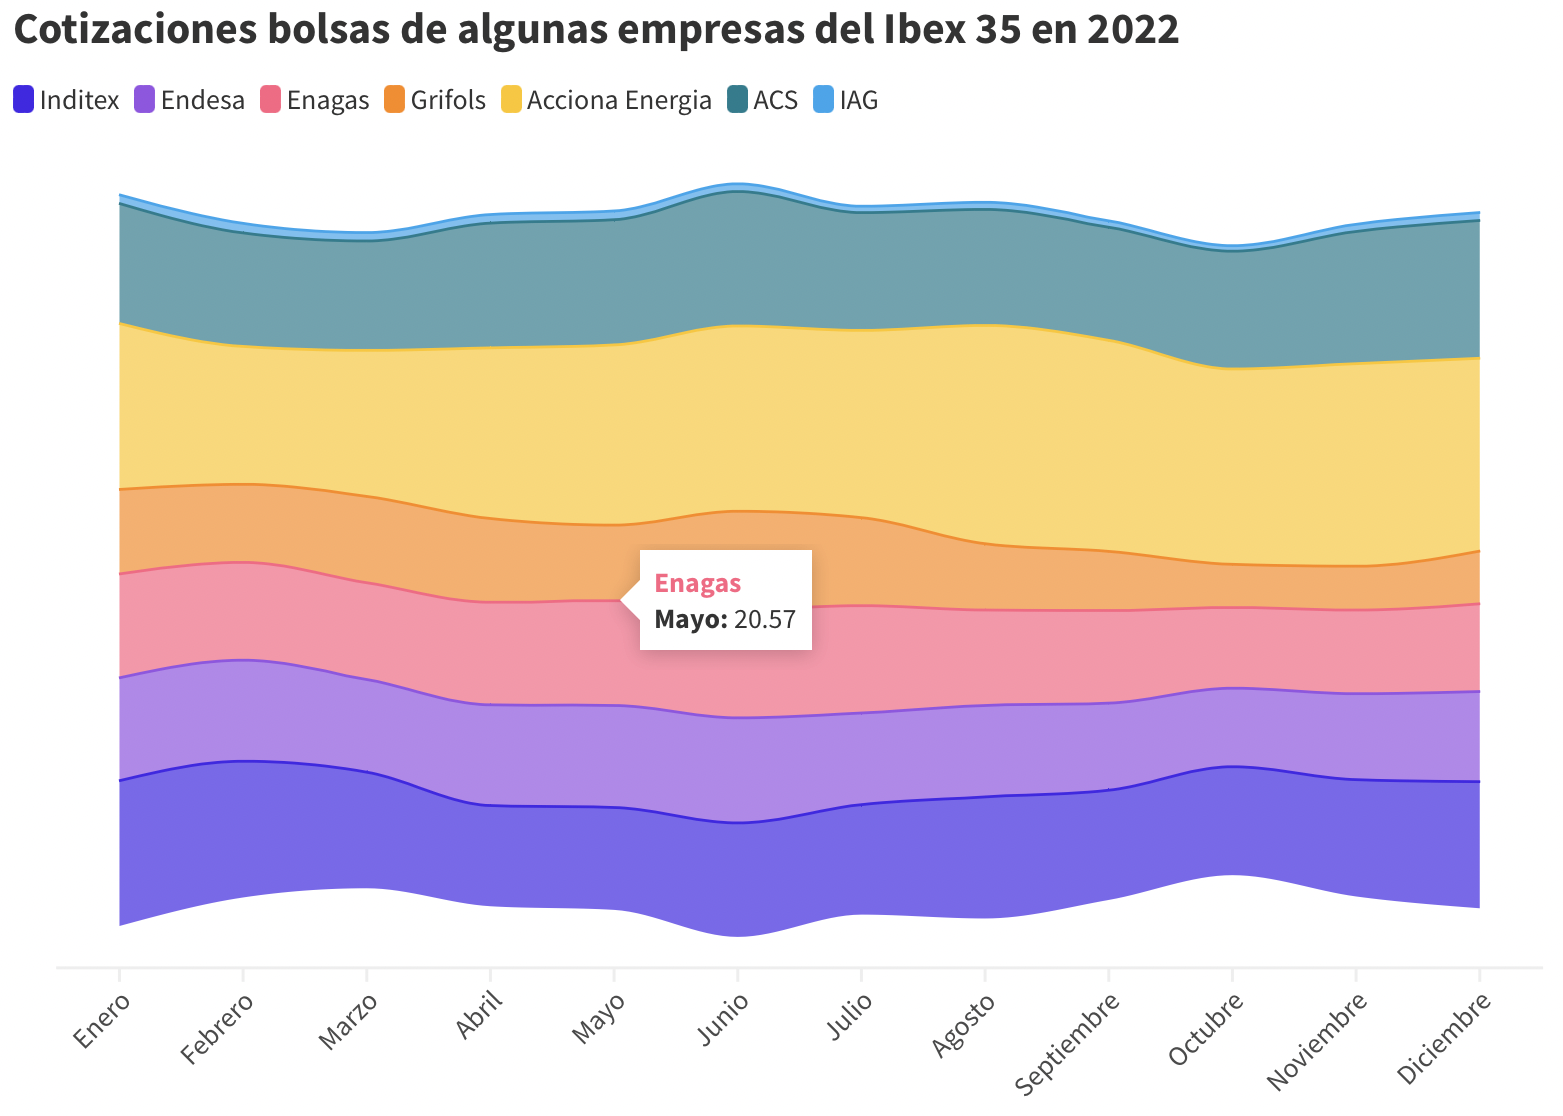 Cotizaciones bolsas de algunas empresas del Ibex 35 en 2022
Inditex Endesa Enagas Grifols Acciona Energia ACS IAG
Enagas
Mayo: 20.57
Enero Febrero Marzo Abril Mayo Junio Julio Agosto Septiembre Octubre Noviembre Diciembre